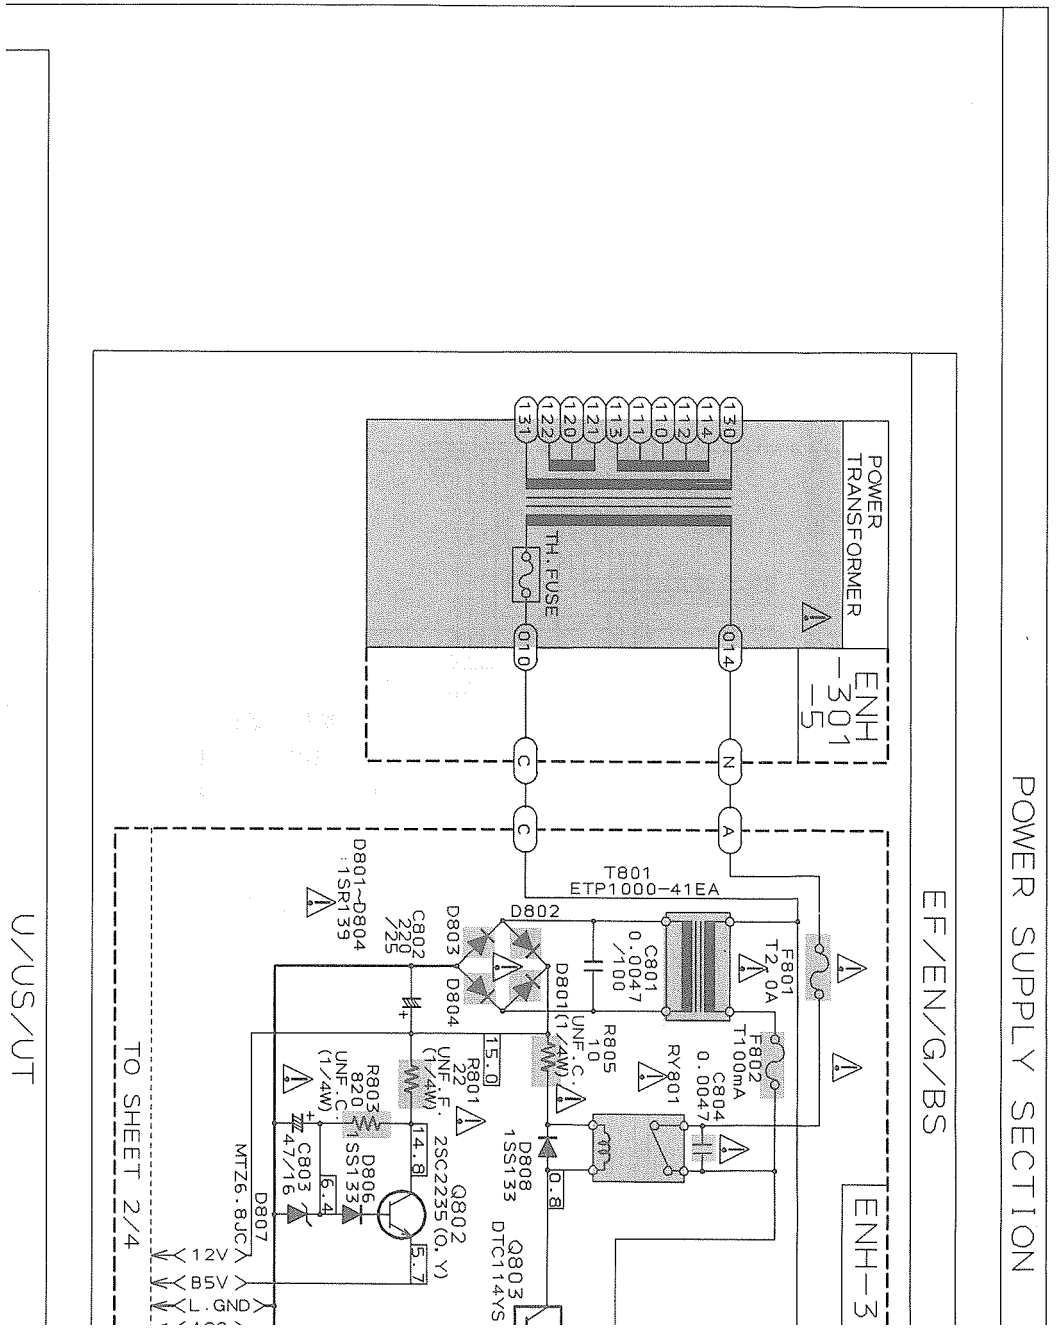 POWER SUPPLY SECTION
EF/EN/G/BS
U/US/UT
POWER
TRANSFORMER
130
114
112
110
111
113
121
120
122
131
TH.FUSE
014
010
ENH
-301
-5
N
C
A
C
ENH-3
T801
ETP1000-41EA
F801
T2.0A
F802
T100mA
C801
0.0047
/100
C804
0.0047
RY801
R805
10
UNF.C.
(1/4W)
D801
D802
D803
D804
D801~D804
:1SR139
C802
220
/25
15.0
R801
22
UNF.F.
(1/4W)
R803
820
UNF.C.
(1/4W)
D808
1SS133
0.8
14.8
Q802
2SC2235(O,Y)
5.7
D806
1SS133
6.4
C803
47/16
D807
MTZ6.8JC
Q803
DTC114YS
TO SHEET 2/4
12V
B5V
L.GND